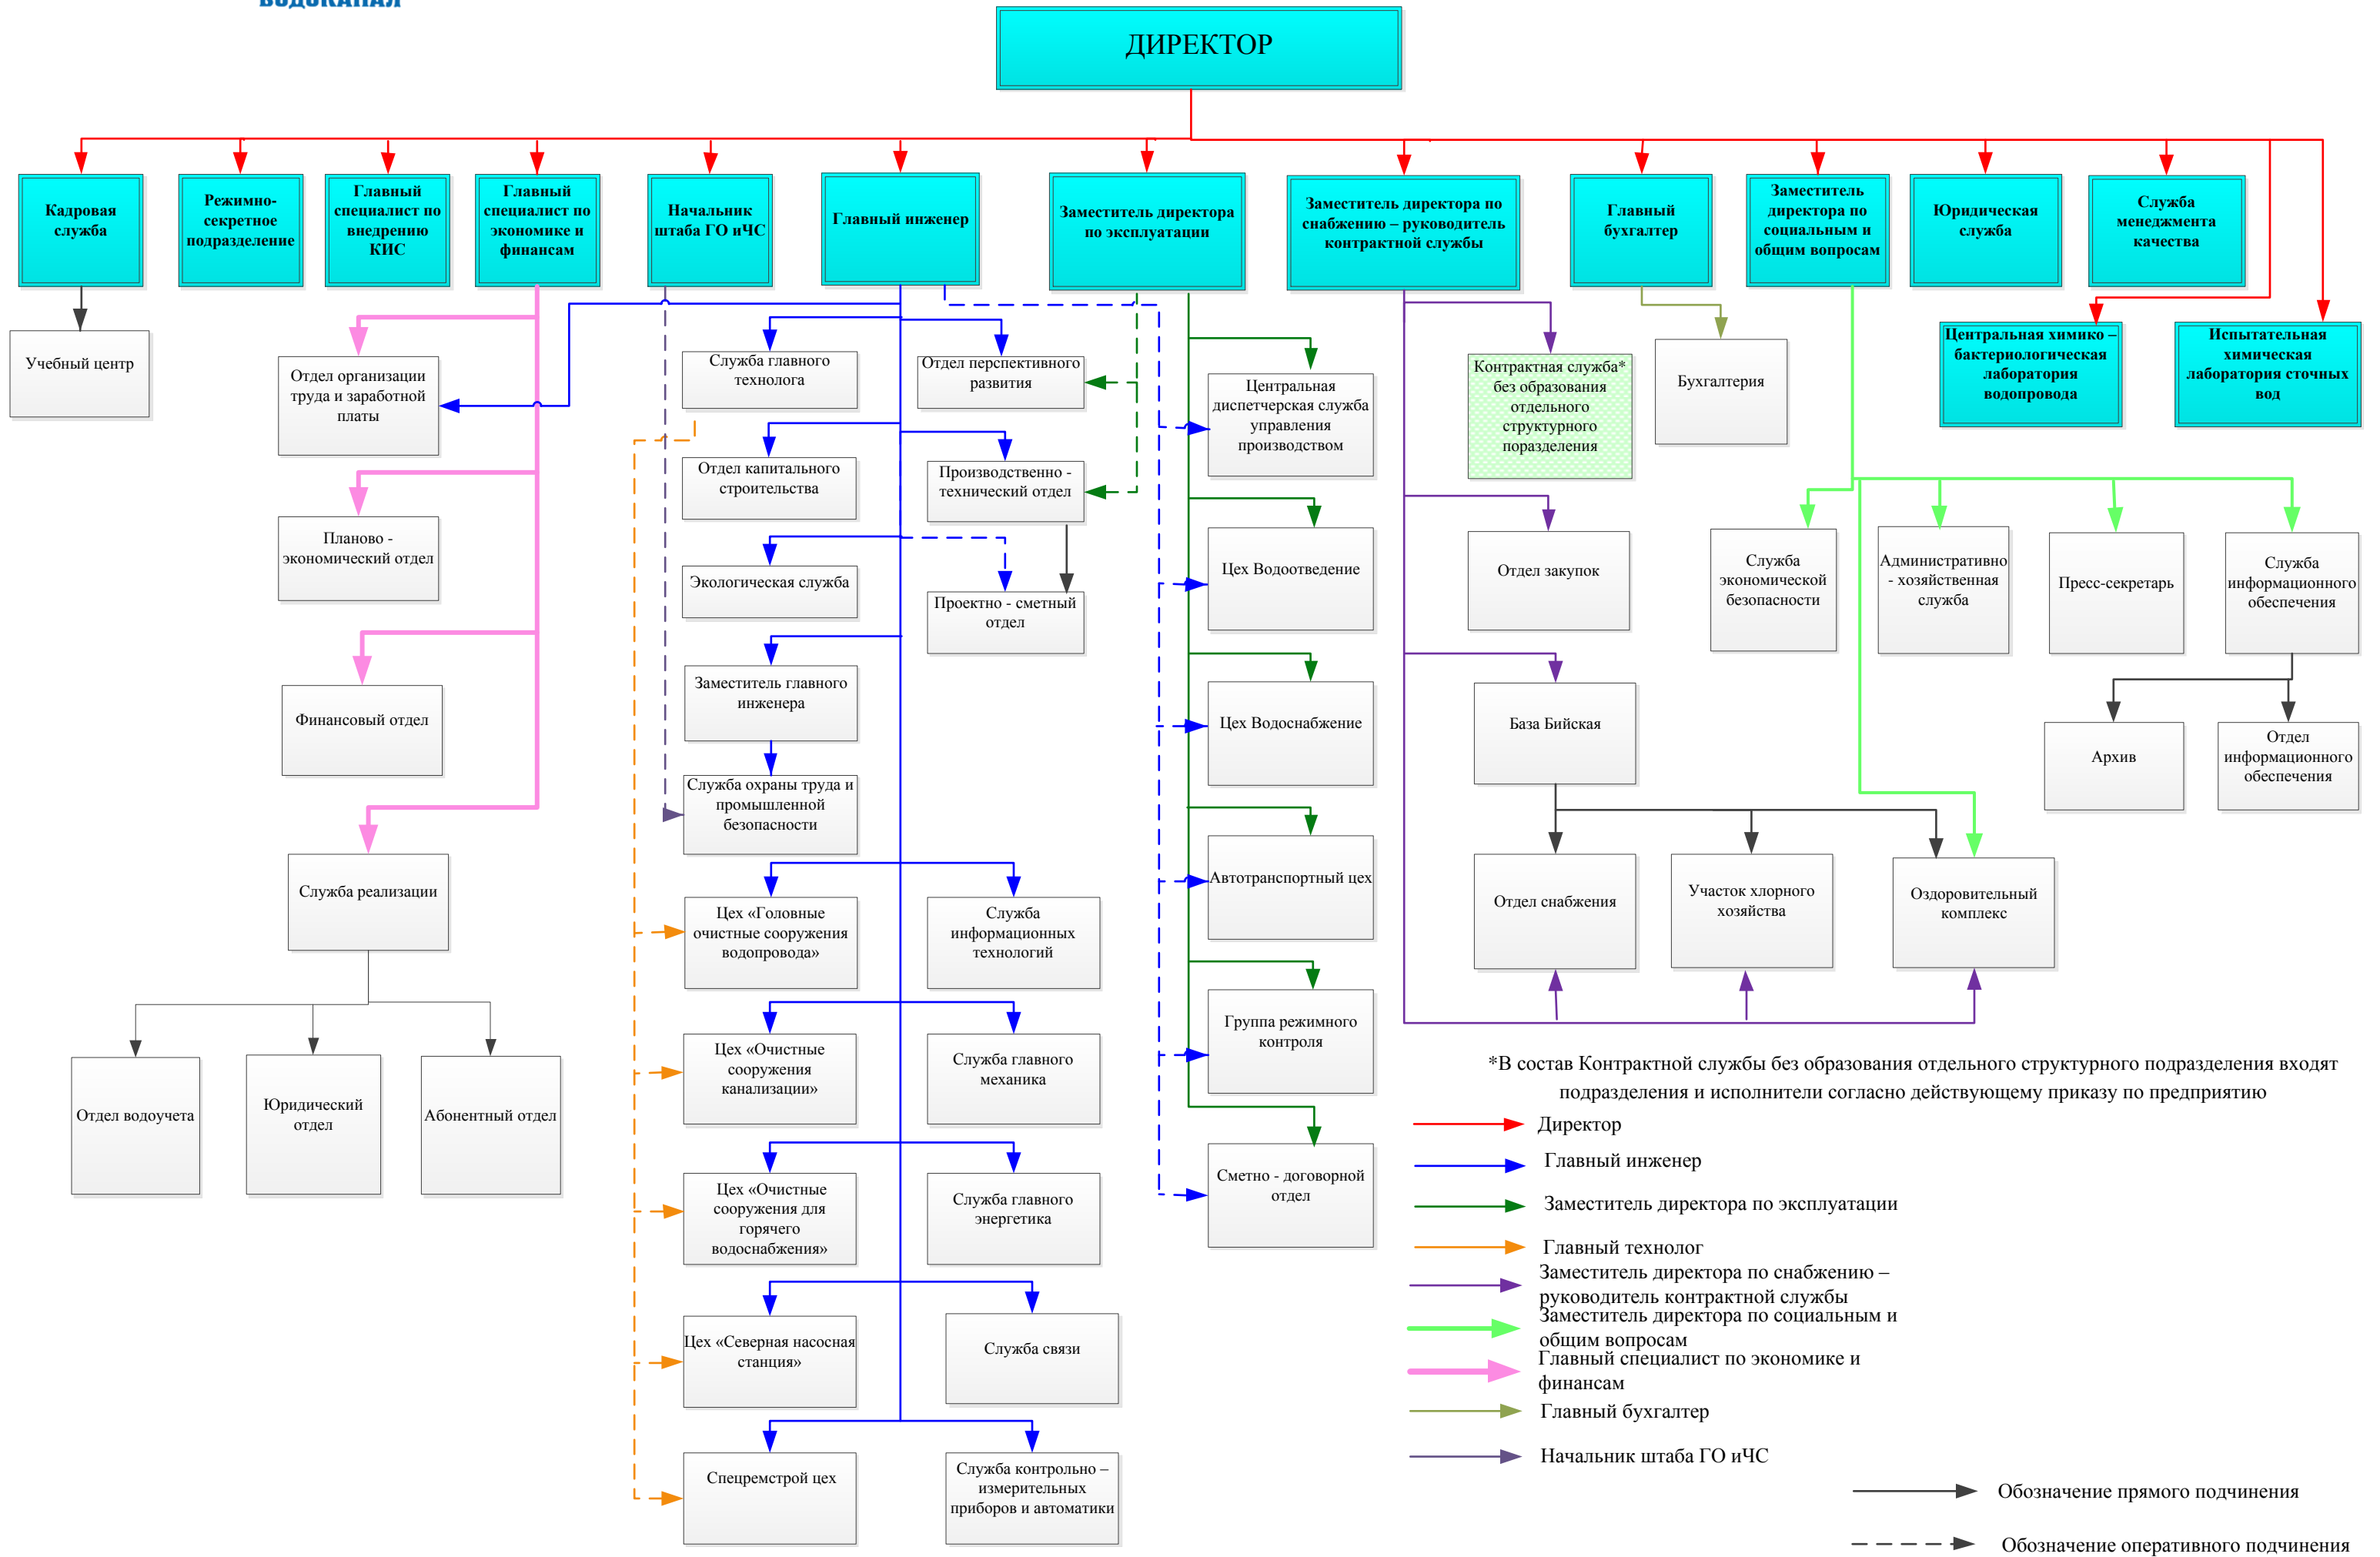 ВОДОКАНАЛ
ДИРЕКТОР
Кадровая
служба
Режимно-
секретное
подразделение
Главный
специалист по
внедрению
КИС
Главный
специалист по
экономике и
финансам
Начальник
штаба ГО иЧС
Главный инженер
Заместитель директора
по эксплуатации
Заместитель директора по
снабжению – руководитель
контрактной службы
Главный
бухгалтер
Заместитель
директора по
социальным и
общим вопросам
Юридическая
служба
Служба
менеджмента
качества
Центральная химико –
бактериологическая
лаборатория
водопровода
Испытательная
химическая
лаборатория сточных
вод
Учебный центр
Отдел организации
труда и заработной
платы
Служба главного
технолога
Отдел перспективного
развития
Центральная
диспетчерская служба
управления
производством
Контрактная служба*
без образования
отдельного
структурного
поразделения
Бухгалтерия
Планово -
экономический отдел
Отдел капитального
строительства
Производственно -
технический отдел
Экологическая служба
Проектно - сметный
отдел
Цех Водоотведение
Отдел закупок
Служба
экономической
безопасности
Административно
- хозяйственная
служба
Пресс-секретарь
Служба
информационного
обеспечения
Финансовый отдел
Заместитель главного
инженера
Цех Водоснабжение
База Бийская
Архив
Отдел
информационного
обеспечения
Служба охраны труда и
промышленной
безопасности
Служба реализации
Цех «Головные
очистные сооружения
водопровода»
Служба
информационных
технологий
Автотранспортный цех
Отдел снабжения
Участок хлорного
хозяйства
Оздоровительный
комплекс
Отдел водоучета
Юридический
отдел
Абонентный отдел
Цех «Очистные
сооружения
канализации»
Служба главного
механика
Группа режимного
контроля
Цех «Очистные
сооружения для
горячего
водоснабжения»
Служба главного
энергетика
Сметно - договорной
отдел
Цех «Северная насосная
станция»
Служба связи
Спецремстрой цех
Служба контрольно –
измерительных
приборов и автоматики
*В состав Контрактной службы без образования отдельного структурного подразделения входят
подразделения и исполнители согласно действующему приказу по предприятию
Директор
Главный инженер
Заместитель директора по эксплуатации
Главный технолог
Заместитель директора по снабжению –
руководитель контрактной службы
Заместитель директора по социальным и
общим вопросам
Главный специалист по экономике и
финансам
Главный бухгалтер
Начальник штаба ГО иЧС
Обозначение прямого подчинения
Обозначение оперативного подчинения